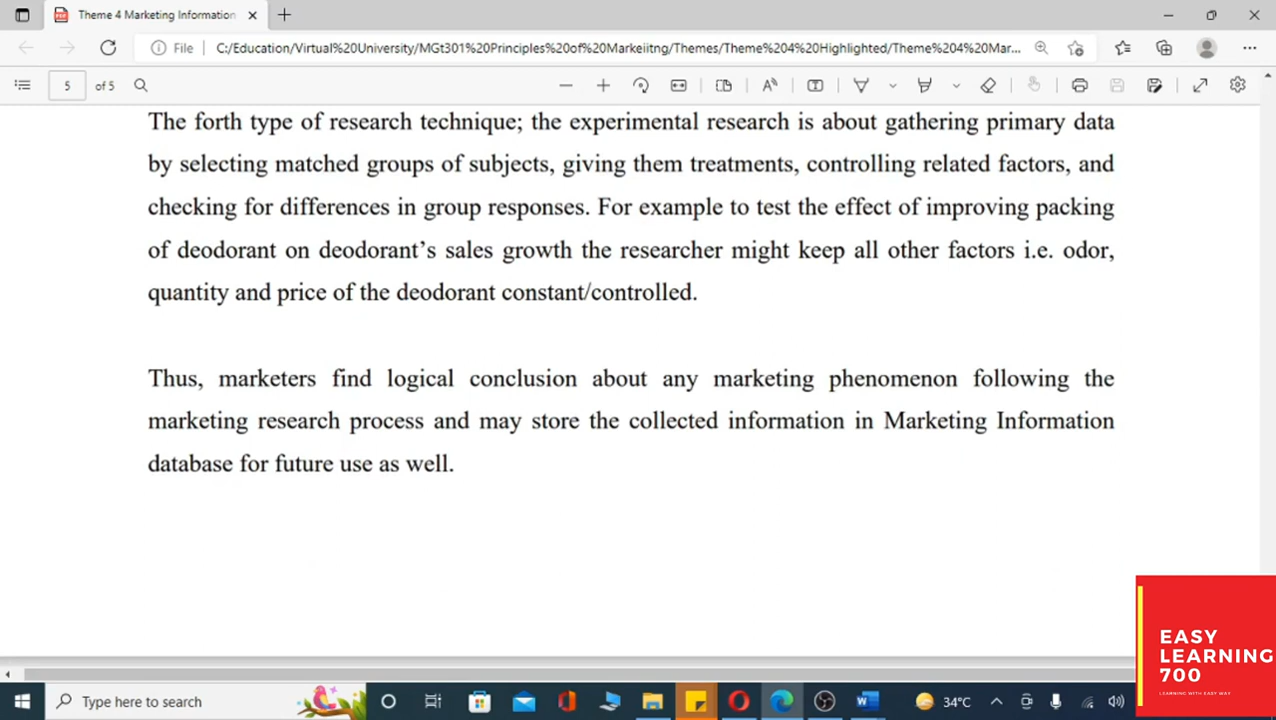 Theme 4 Marketing Information
File
C:/Education/Virtual%20University/MGt301%20Principles%20of%20Markeiitng/Themes/Theme%204%20Highlighted/Theme%204%20Mar...
5 of 5
The forth type of research technique; the experimental research is about gathering primary data
by selecting matched groups of subjects, giving them treatments, controlling related factors, and
checking for differences in group responses. For example to test the effect of improving packing
of deodorant on deodorant’s sales growth the researcher might keep all other factors i.e. odor,
quantity and price of the deodorant constant/controlled.
Thus, marketers find logical conclusion about any marketing phenomenon following the
marketing research process and may store the collected information in Marketing Information
database for future use as well.
EASY
LEARNING
700
LEARNING WITH EASY WAY
Type here to search
34°C